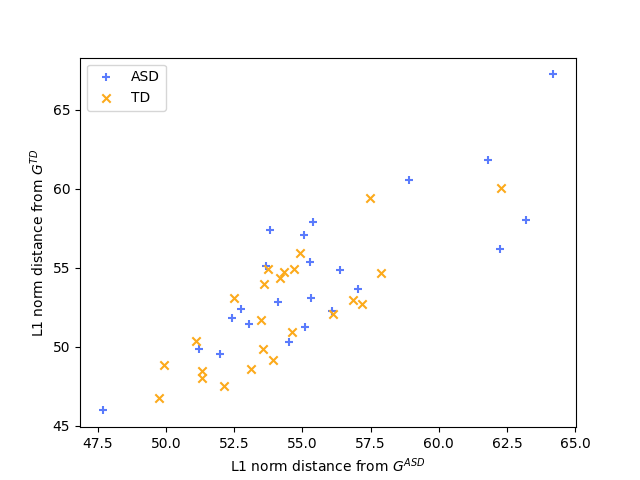 ASD
TD
65
60
55
50
45
L1 norm distance from G^{TD}
47.5 50.0 52.5 55.0 57.5 60.0 62.5 65.0
L1 norm distance from G^{ASD}